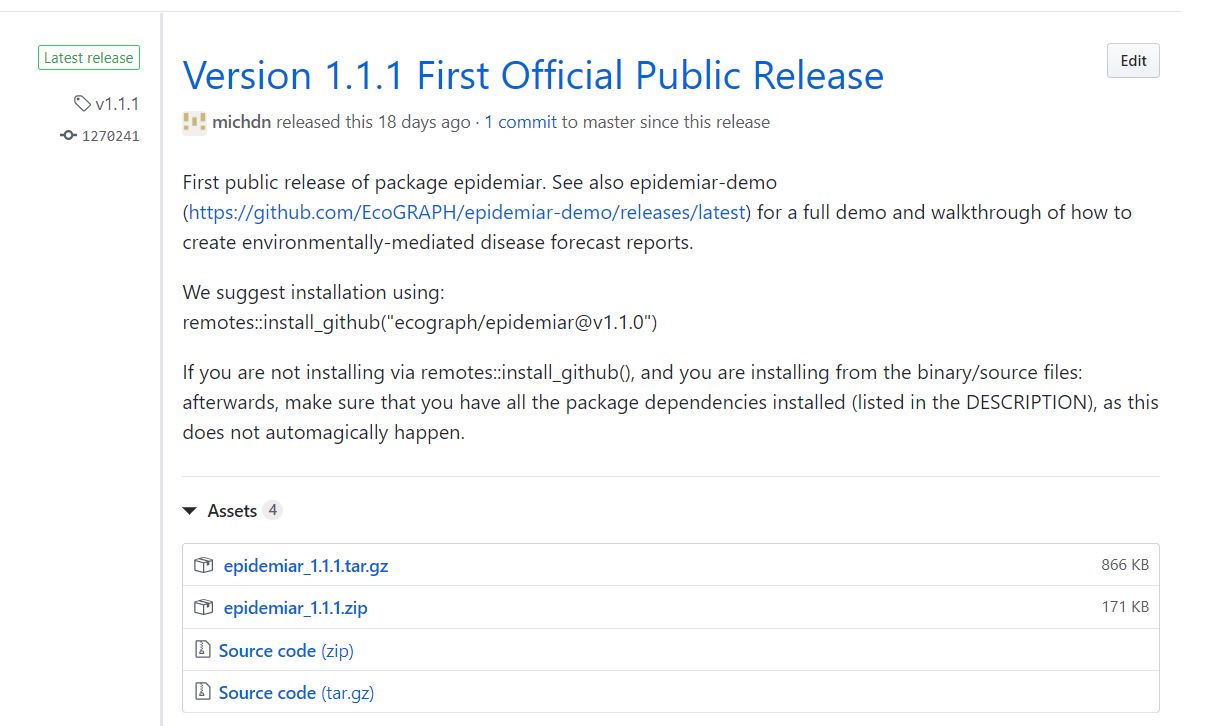 Latest release
v1.1.1
1270241
Version 1.1.1 First Official Public Release
Edit
michdn released this 18 days ago · 1 commit to master since this release
First public release of package epidemiar. See also epidemiar-demo
(https://github.com/EcoGRAPH/epidemiar-demo/releases/latest) for a full demo and walkthrough of how to
create environmentally-mediated disease forecast reports.
We suggest installation using:
remotes::install_github("ecograph/epidemiar@v1.1.0")
If you are not installing via remotes::install_github(), and you are installing from the binary/source files:
afterwards, make sure that you have all the package dependencies installed (listed in the DESCRIPTION), as this
does not automagically happen.
Assets 4
epidemiar_1.1.1.tar.gz 866 KB
epidemiar_1.1.1.zip 171 KB
Source code (zip)
Source code (tar.gz)